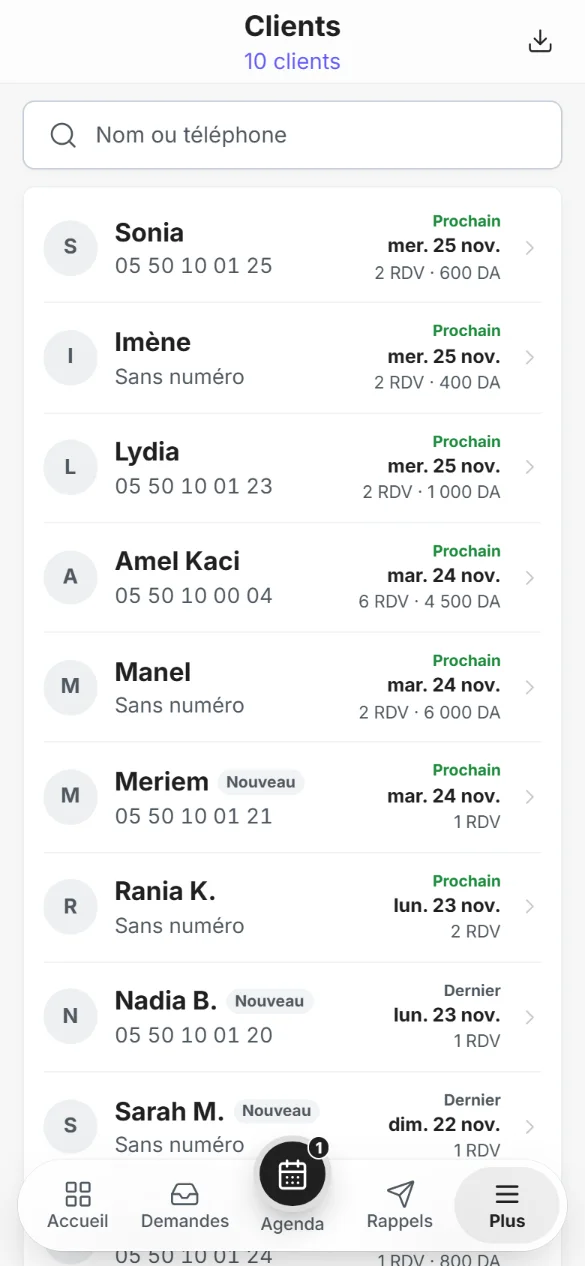 Clients
10 clients
Nom ou téléphone
S
Sonia
05 50 10 01 25
Prochain
mer. 25 nov.
2 RDV · 600 DA
I
Imène
Sans numéro
Prochain
mer. 25 nov.
2 RDV · 400 DA
L
Lydia
05 50 10 01 23
Prochain
mer. 25 nov.
2 RDV · 1 000 DA
A
Amel Kaci
05 50 10 00 04
Prochain
mar. 24 nov.
6 RDV · 4 500 DA
M
Manel
Sans numéro
Prochain
mar. 24 nov.
2 RDV · 6 000 DA
M
Meriem Nouveau
05 50 10 01 21
Prochain
mar. 24 nov.
1 RDV
R
Rania K.
Sans numéro
Prochain
lun. 23 nov.
2 RDV
N
Nadia B. Nouveau
05 50 10 01 20
Dernier
lun. 23 nov.
1 RDV
S
Sarah M. Nouveau
Sans numéro
Dernier
dim. 22 nov.
1 RDV
1
Accueil
Demandes
Agenda
Rappels
Plus
05 50 10 01 24
1 RDV · 800 DA